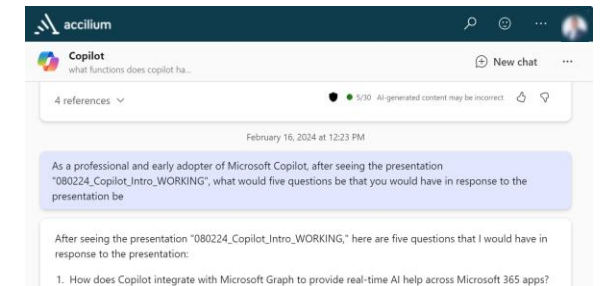 accilium
Copilot
what functions does copilot ha...
New chat
4 references
5/30 AI-generated content may be incorrect
February 16, 2024 at 12:23 PM
As a professional and early adopter of Microsoft Copilot, after seeing the presentation
"080224_Copilot_Intro_WORKING", what would five questions be that you would have in response to the
presentation be
After seeing the presentation "080224_Copilot_Intro_WORKING," here are five questions that I would have in
response to the presentation:
1. How does Copilot integrate with Microsoft Graph to provide real-time AI help across Microsoft 365 apps?